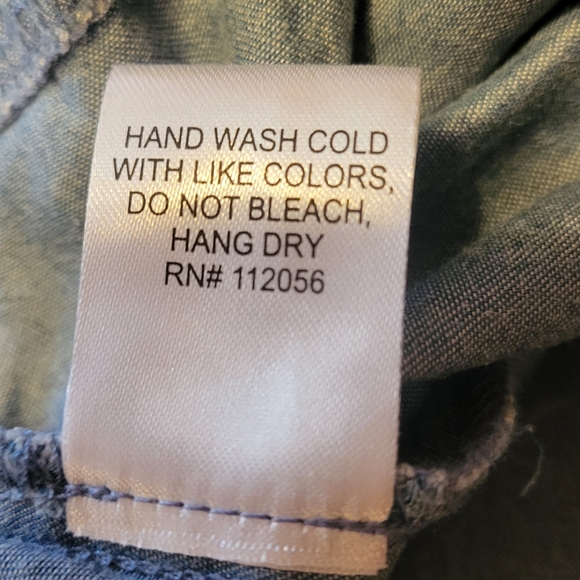 HAND WASH COLD
WITH LIKE COLORS,
DO NOT BLEACH,
HANG DRY
RN# 112056